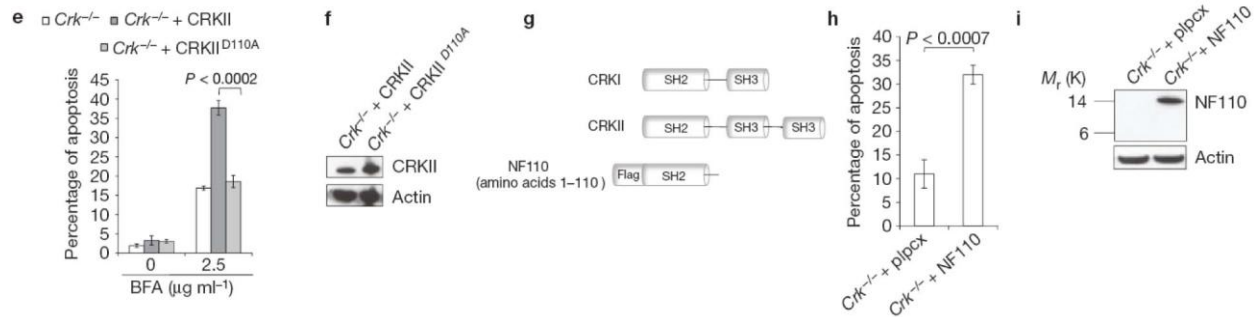 e
Crk–/– Crk–/– + CRKII
Crk–/– + CRKIID110A
P < 0.0002
Percentage of apoptosis
45
40
35
30
25
20
15
10
5
0
0 2.5
BFA (µg ml–1)
f
Crk–/– + CRKII
Crk–/– + CRKIID110A
CRKII
Actin
g
CRKI SH2 SH3
CRKII SH2 SH3 SH3
NF110
(amino acids 1–110)
Flag SH2
h
P < 0.0007
Percentage of apoptosis
40
35
30
25
20
15
10
5
0
Crk–/– + plpcx
Crk–/– + NF110
i
Crk–/– + plpcx
Crk–/– + NF110
Mr (K)
14
6
NF110
Actin